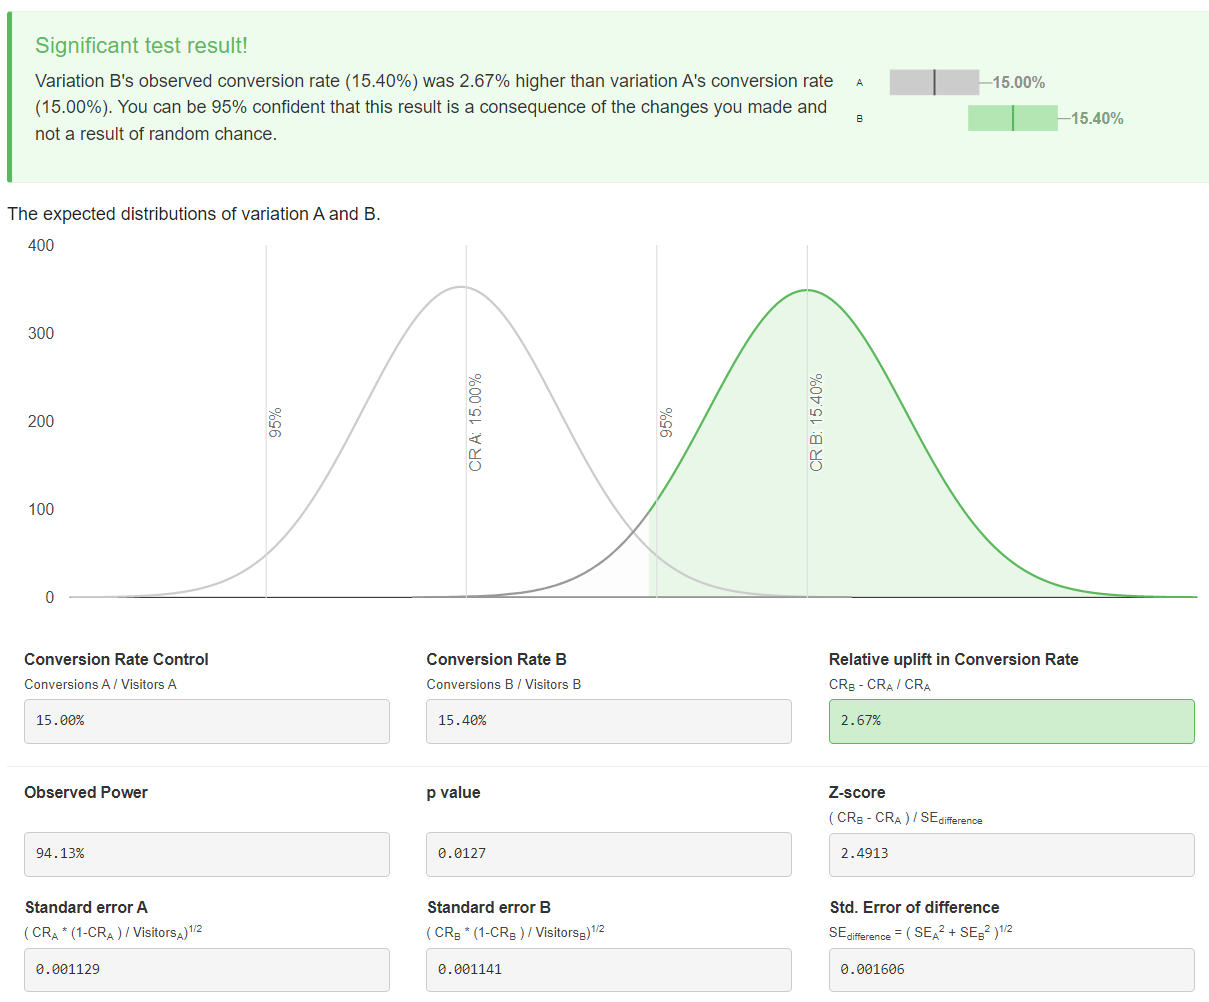 Significant test result!
Variation B's observed conversion rate (15.40%) was 2.67% higher than variation A's conversion rate
(15.00%). You can be 95% confident that this result is a consequence of the changes you made and
not a result of random chance.
A
15.00%
B
15.40%
The expected distributions of variation A and B.
400
300
200
100
0
95%
CR A: 15.00%
95%
CR B: 15.40%
Conversion Rate Control
Conversions A / Visitors A
15.00%
Conversion Rate B
Conversions B / Visitors B
15.40%
Relative uplift in Conversion Rate
CR_B - CR_A / CR_A
2.67%
Observed Power
94.13%
p value
0.0127
Z-score
( CR_B - CR_A ) / SE_difference
2.4913
Standard error A
( CR_A * (1-CR_A ) / Visitors_A)^1/2
0.001129
Standard error B
( CR_B * (1-CR_B ) / Visitors_B)^1/2
0.001141
Std. Error of difference
SE_difference = ( SE_A^2 + SE_B^2 )^1/2
0.001606